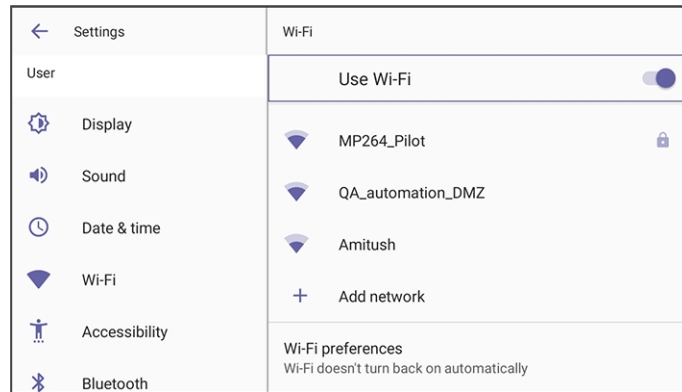 Settings
User
Display
Sound
Date & time
Wi-Fi
Accessibility
Bluetooth
Wi-Fi
Use Wi-Fi
MP264_Pilot
QA_automation_DMZ
Amitush
Add network
Wi-Fi preferences
Wi-Fi doesn't turn back on automatically